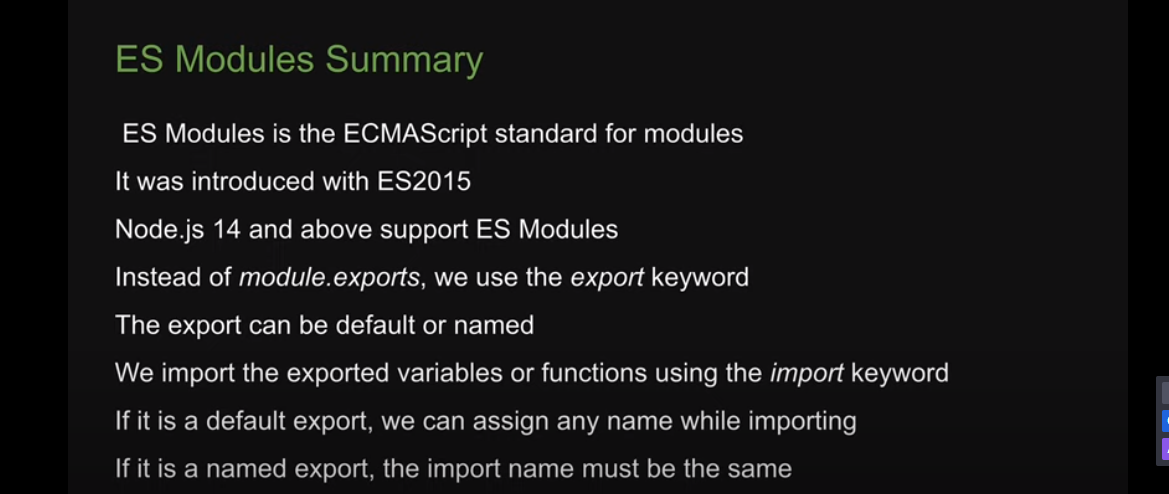 ES Modules Summary
ES Modules is the ECMAScript standard for modules
It was introduced with ES2015
Node.js 14 and above support ES Modules
Instead of module.exports, we use the export keyword
The export can be default or named
We import the exported variables or functions using the import keyword
If it is a default export, we can assign any name while importing
If it is a named export, the import name must be the same